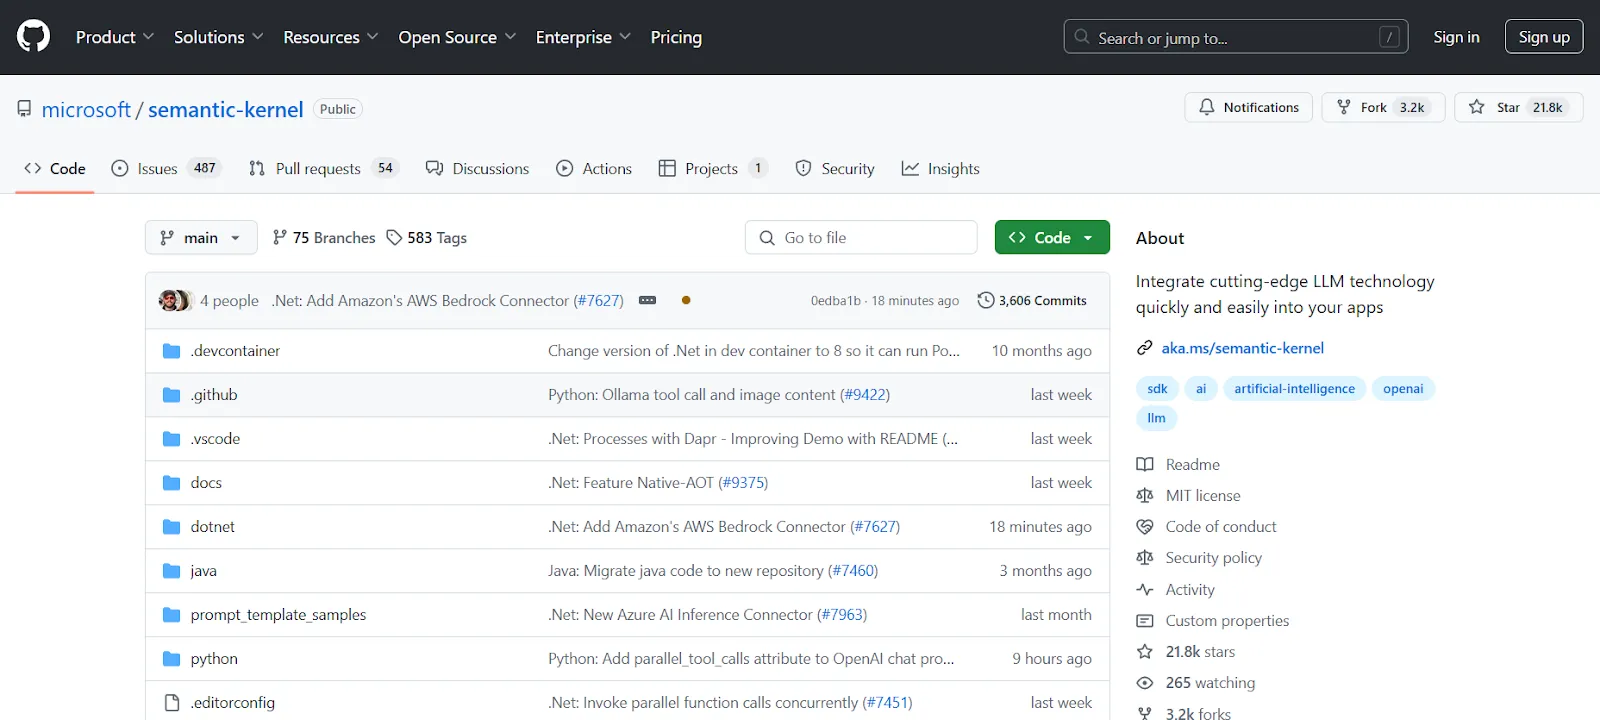 Product Solutions Resources Open Source Enterprise Pricing Search or jump to... / Sign in Sign up
microsoft / semantic-kernel Public Notifications Fork 3.2k Star 21.8k
Code Issues 487 Pull requests 54 Discussions Actions Projects 1 Security Insights
main 75 Branches 583 Tags Go to file Code
4 people .Net: Add Amazon's AWS Bedrock Connector (#7627) 0edba1b · 18 minutes ago 3,606 Commits
.devcontainer Change version of .Net in dev container to 8 so it can run Po... 10 months ago
.github Python: Ollama tool call and image content (#9422) last week
.vscode .Net: Processes with Dapr - Improving Demo with README (... last week
docs .Net: Feature Native-AOT (#9375) last week
dotnet .Net: Add Amazon's AWS Bedrock Connector (#7627) 18 minutes ago
java Java: Migrate java code to new repository (#7460) 3 months ago
prompt_template_samples .Net: New Azure AI Inference Connector (#7963) last month
python Python: Add parallel_tool_calls attribute to OpenAI chat pro... 9 hours ago
.editorconfig .Net: Invoke parallel function calls concurrently (#7451) last week
About
Integrate cutting-edge LLM technology
quickly and easily into your apps
aka.ms/semantic-kernel
sdk ai artificial-intelligence openai
llm
Readme
MIT license
Code of conduct
Security policy
Activity
Custom properties
21.8k stars
265 watching
3.2k forks